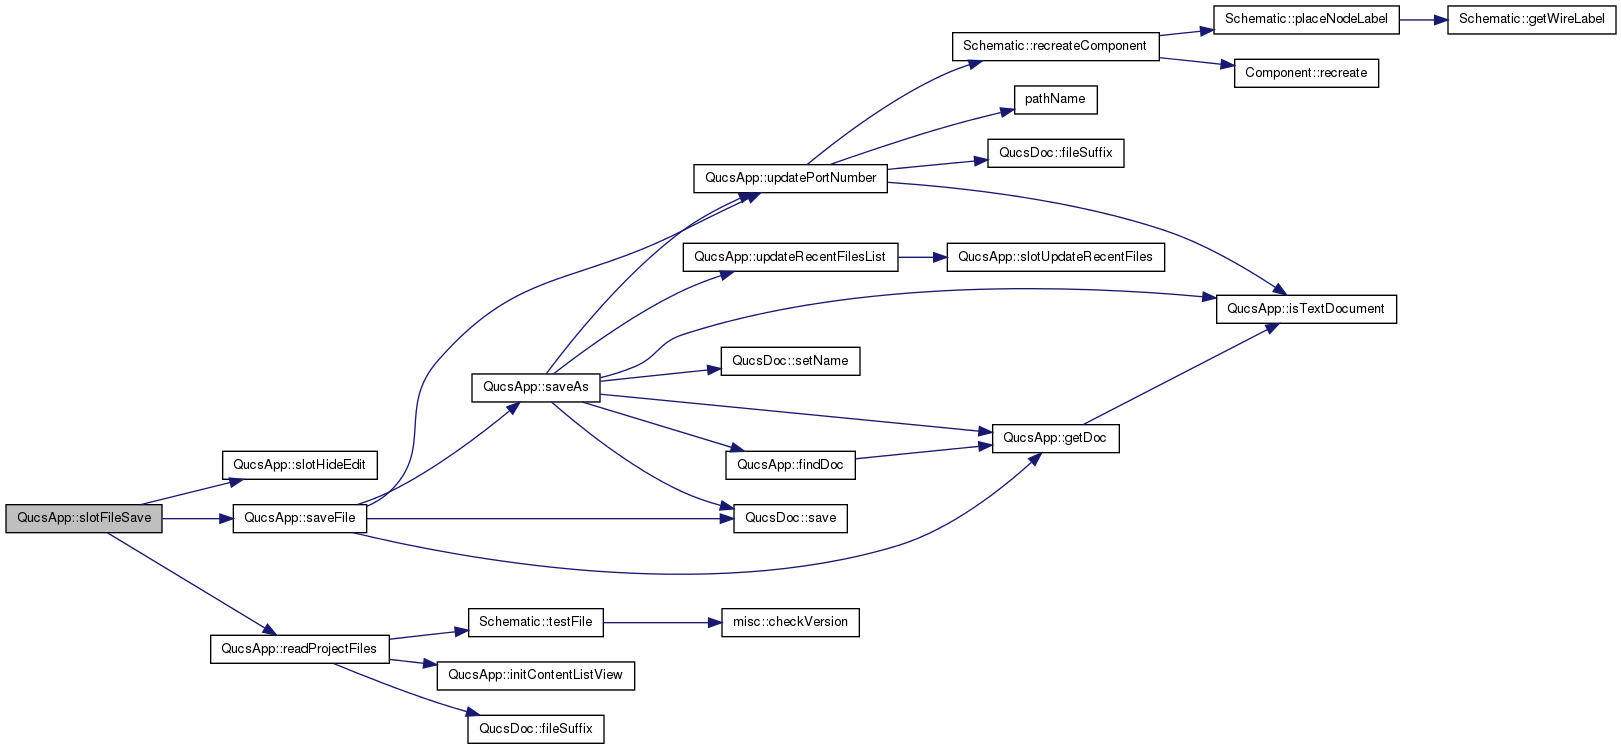 Schematic::placeNodeLabel
Schematic::getWireLabel
Schematic::recreateComponent
Component::recreate
pathName
QucsDoc::fileSuffix
QucsApp::updatePortNumber
QucsApp::updateRecentFilesList
QucsApp::slotUpdateRecentFiles
QucsApp::isTextDocument
QucsDoc::setName
QucsApp::saveAs
QucsApp::getDoc
QucsApp::slotHideEdit
QucsApp::findDoc
QucsApp::slotFileSave
QucsApp::saveFile
QucsDoc::save
Schematic::testFile
misc::checkVersion
QucsApp::readProjectFiles
QucsApp::initContentListView
QucsDoc::fileSuffix